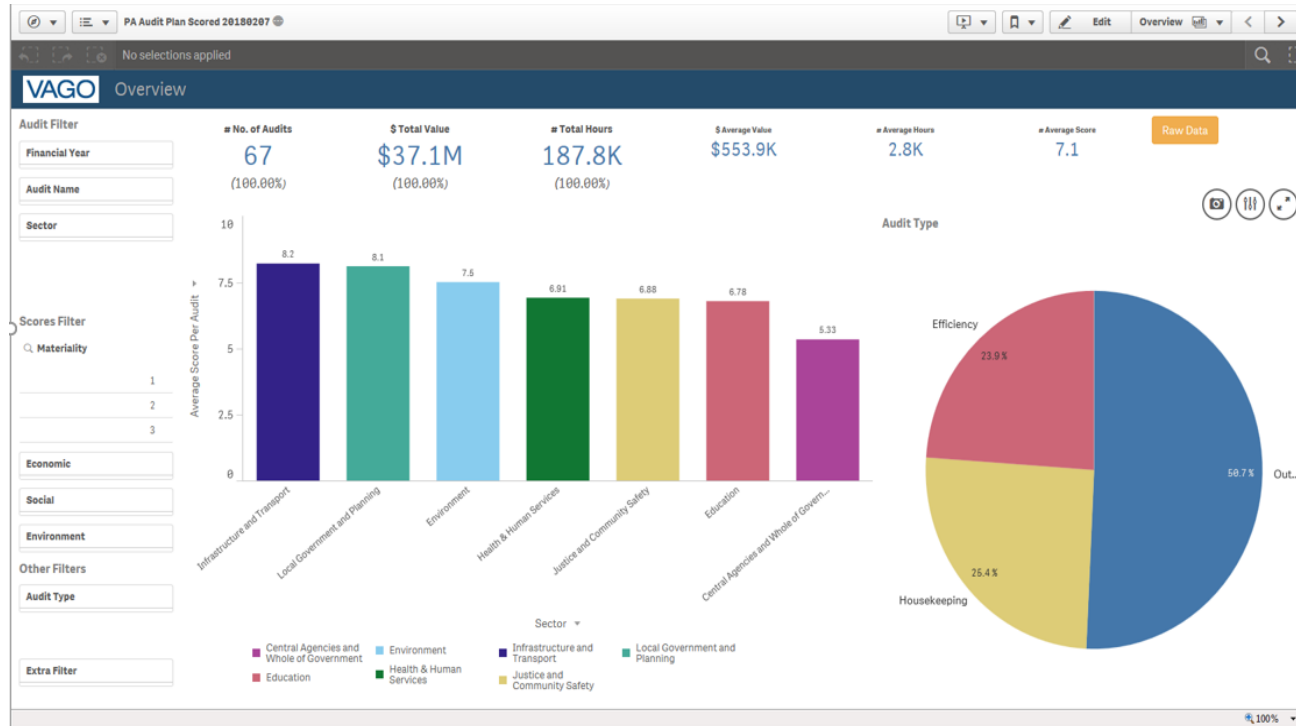 PA Audit Plan Scored 20180207
Edit
Overview
No selections applied
VAGO
Overview
Audit Filter
Financial Year
Audit Name
Sector
Scores Filter
Materiality
1
2
3
Economic
Social
Environment
Other Filters
Audit Type
Extra Filter
# No. of Audits
67
(100.00%)
$ Total Value
$37.1M
(100.00%)
# Total Hours
187.8K
(100.00%)
$ Average Value
$553.9K
# Average Hours
2.8K
# Average Score
7.1
Raw Data
Average Score Per Audit
10
7.5
5
2.5
0
8.2
8.1
7.5
6.91
6.88
6.78
5.33
Infrastructure and Transport
Local Government and Planning
Environment
Health & Human Services
Justice and Community Safety
Education
Central Agencies and Whole of Govern...
Sector
Central Agencies and
Whole of Government
Environment
Infrastructure and
Transport
Local Government and
Planning
Education
Health & Human
Services
Justice and
Community Safety
Audit Type
Efficiency
23.9%
50.7%
Out...
25.4%
Housekeeping
100%